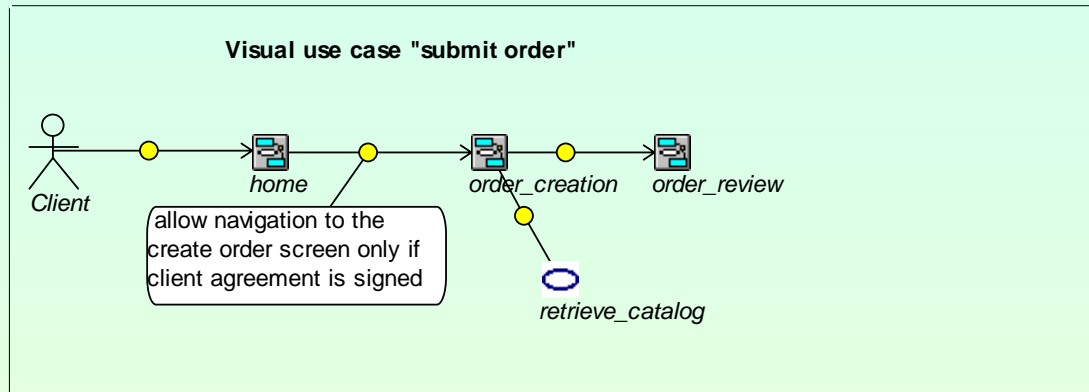 Visual use case "submit order"
Client
home
order_creation
order_review
allow navigation to the
create order screen only if
client agreement is signed
retrieve_catalog